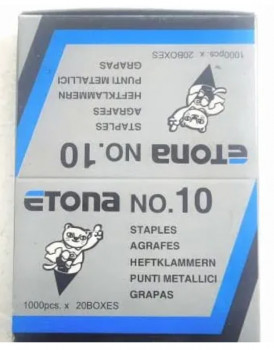 1000pcs. x 20BOXES
GRAPAS
PUNTI METALLICI
HEFTKLAMMERN
AGRAFES
STAPLES
ETONA NO.10
ETONA NO.10
STAPLES
AGRAFES
HEFTKLAMMERN
PUNTI METALLICI
GRAPAS
1000pcs. x 20BOXES